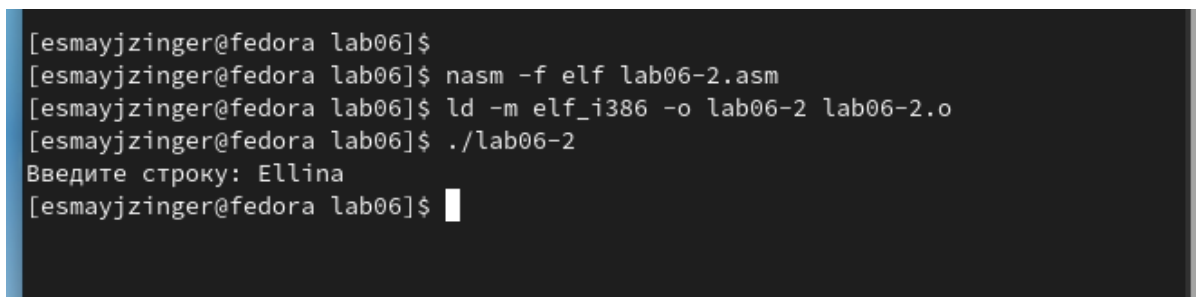 [esmayjzinger@fedora lab06]$
[esmayjzinger@fedora lab06]$ nasm -f elf lab06-2.asm
[esmayjzinger@fedora lab06]$ ld -m elf_i386 -o lab06-2 lab06-2.o
[esmayjzinger@fedora lab06]$ ./lab06-2
Введите строку: Ellina
[esmayjzinger@fedora lab06]$